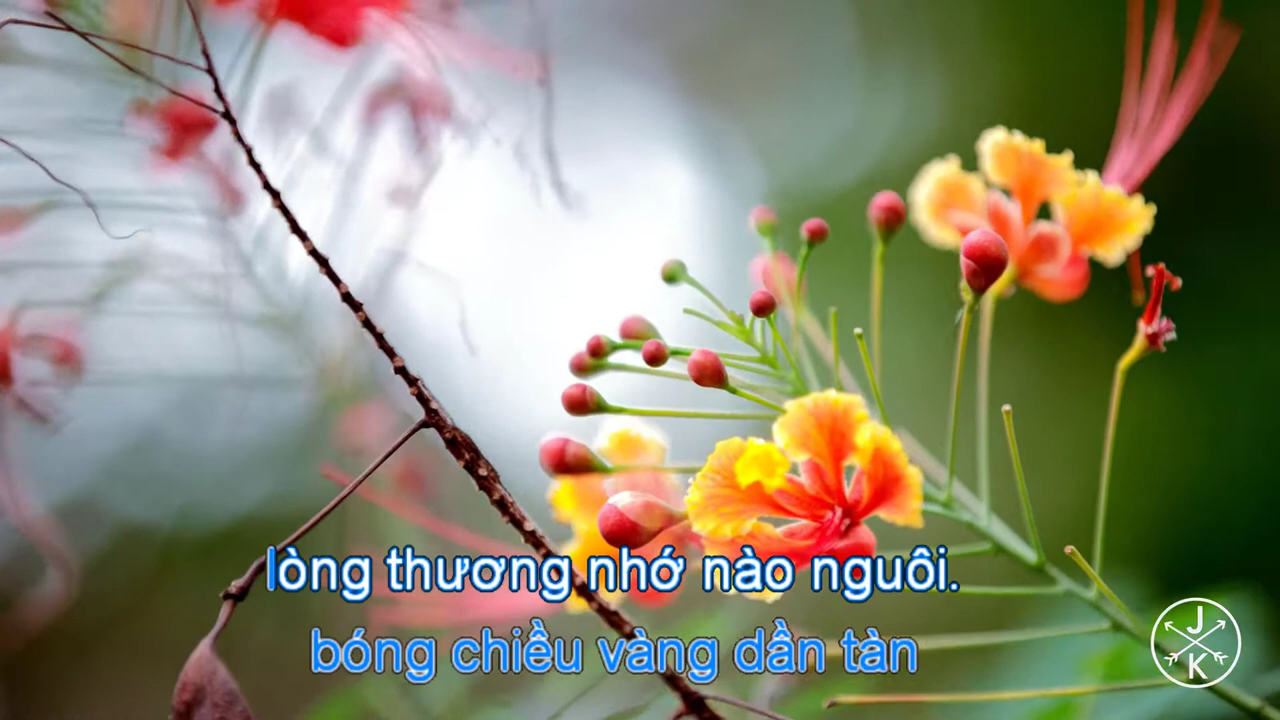 lòng thương nhớ nào nguôi.
bóng chiều vàng dần tàn
J
K